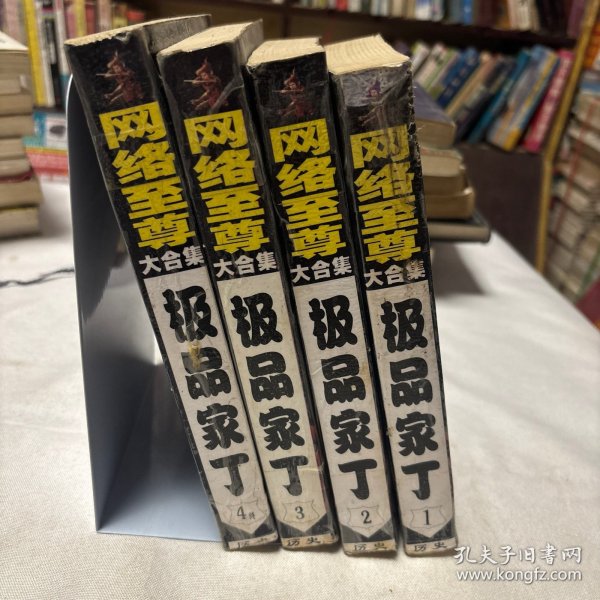 网络至尊
大合集
极品家丁
4
历史
网络至尊
大合集
极品家丁
3
历史
网络至尊
大合集
极品家丁
2
历史
网络至尊
大合集
极品家丁
1
历史
孔夫子旧书网
www.kongfz.com